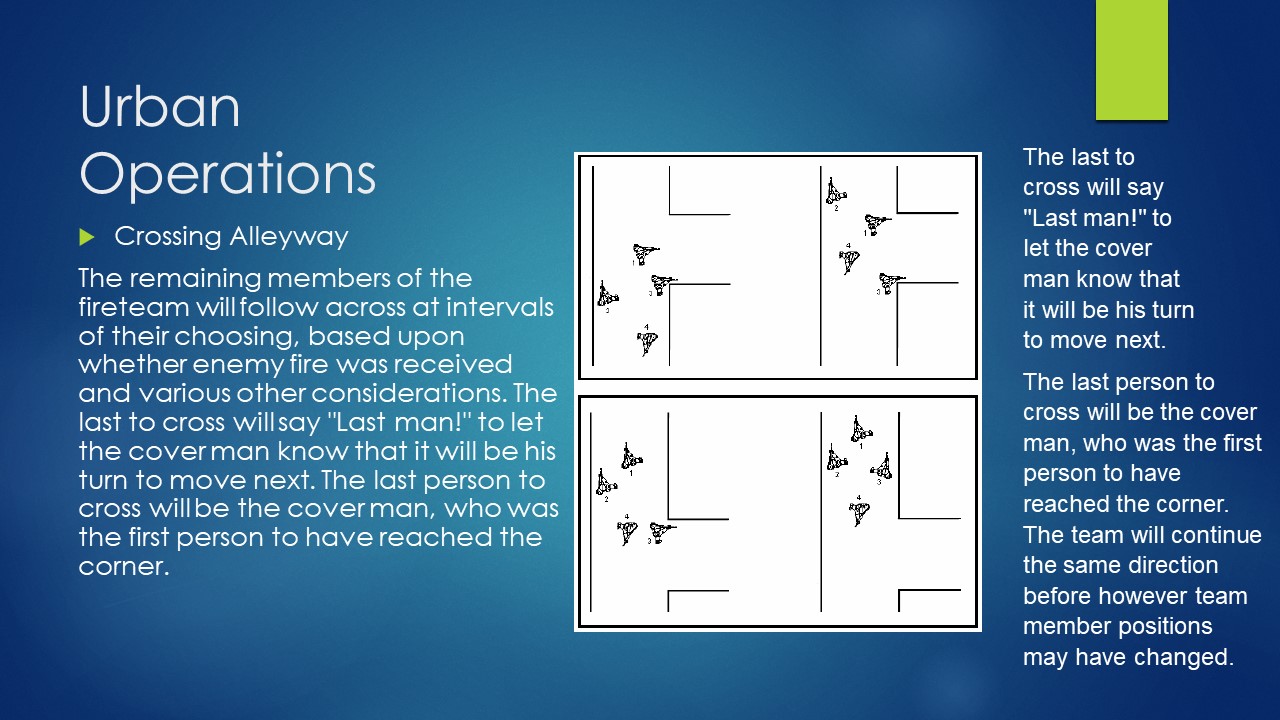 Urban
Operations
Crossing Alleyway
The remaining members of the
fireteam will follow across at intervals
of their choosing, based upon
whether enemy fire was received
and various other considerations. The
last to cross will say "Last man!" to let
the cover man know that it will be his
turn to move next. The last person to
cross will be the cover man, who was
the first person to have reached the
corner.
1
3
2
4
2
1
4
3
1
2
4
3
1
2
3
4
The last to
cross will say
"Last man!" to
let the cover
man know that
it will be his turn
to move next.
The last person to
cross will be the cover
man, who was the first
person to have
reached the corner.
The team will continue
the same direction
before however team
member positions
may have changed.